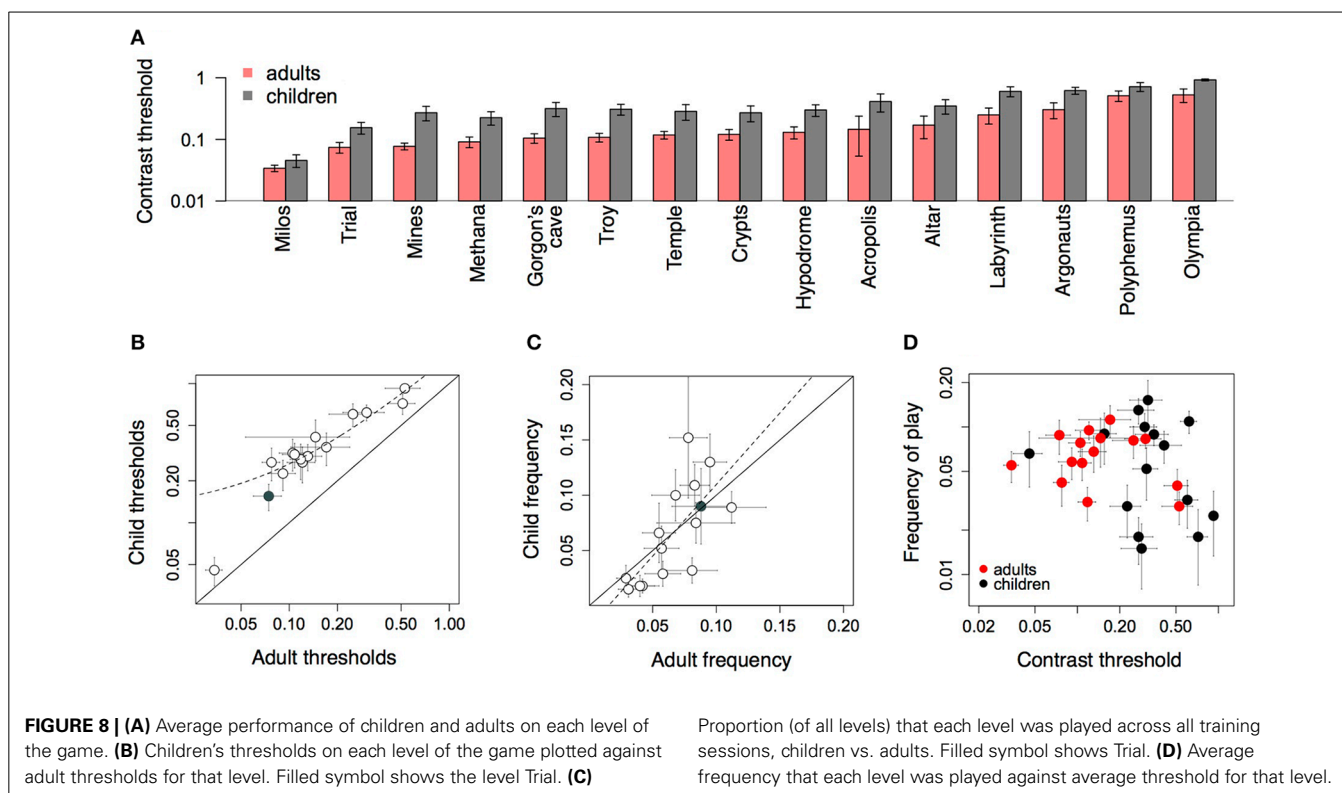 A
Contrast threshold
1
0.1
0.01
adults
children
Milos
Trial
Mines
Methana
Gorgon's
cave
Troy
Temple
Crypts
Hypodrome
Acropolis
Altar
Labyrinth
Argonauts
Polyphemus
Olympia
B
Child thresholds
0.50
0.20
0.05
0.05 0.10 0.20 0.50 1.00
Adult thresholds
C
Child frequency
0.20
0.15
0.10
0.05
0.05 0.10 0.15 0.20
Adult frequency
D
Frequency of play
0.20
0.05
0.01
adults
children
0.02 0.05 0.20 0.50
Contrast threshold
FIGURE 8 | (A) Average performance of children and adults on each level of
the game. (B) Children's thresholds on each level of the game plotted against
adult thresholds for that level. Filled symbol shows the level Trial. (C)
Proportion (of all levels) that each level was played across all training
sessions, children vs. adults. Filled symbol shows Trial. (D) Average
frequency that each level was played against average threshold for that level.